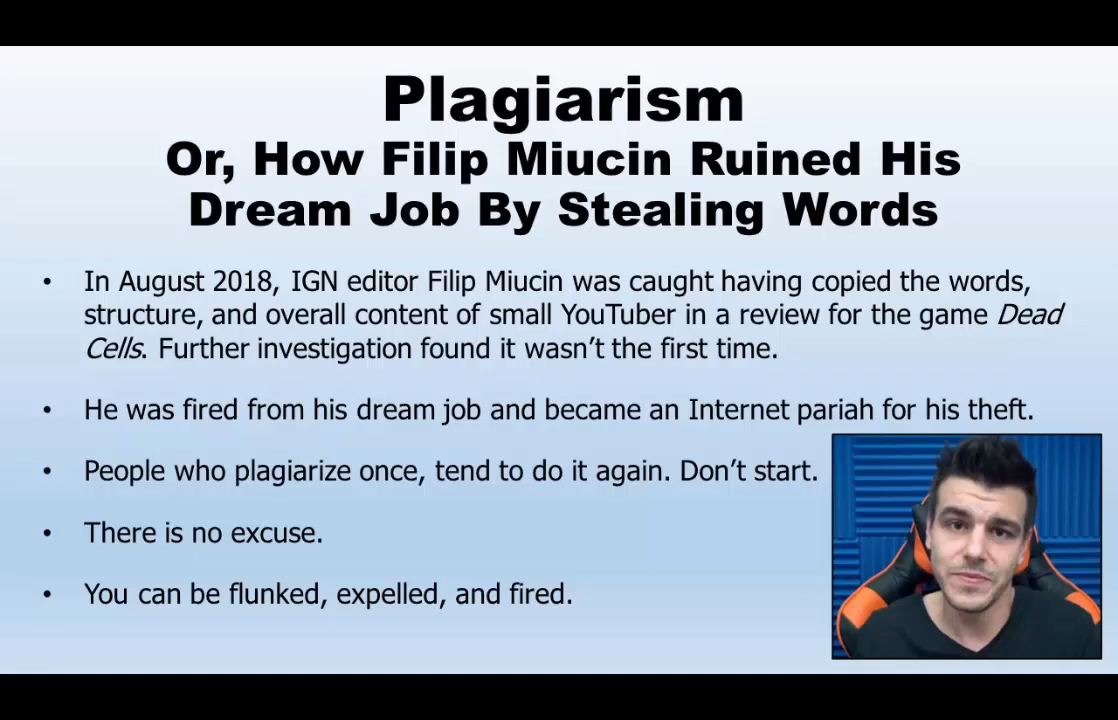 Plagiarism
Or, How Filip Miucin Ruined His
Dream Job By Stealing Words
• In August 2018, IGN editor Filip Miucin was caught having copied the words,
structure, and overall content of small YouTuber in a review for the game Dead
Cells. Further investigation found it wasn't the first time.
• He was fired from his dream job and became an Internet pariah for his theft.
• People who plagiarize once, tend to do it again. Don't start.
• There is no excuse.
• You can be flunked, expelled, and fired.